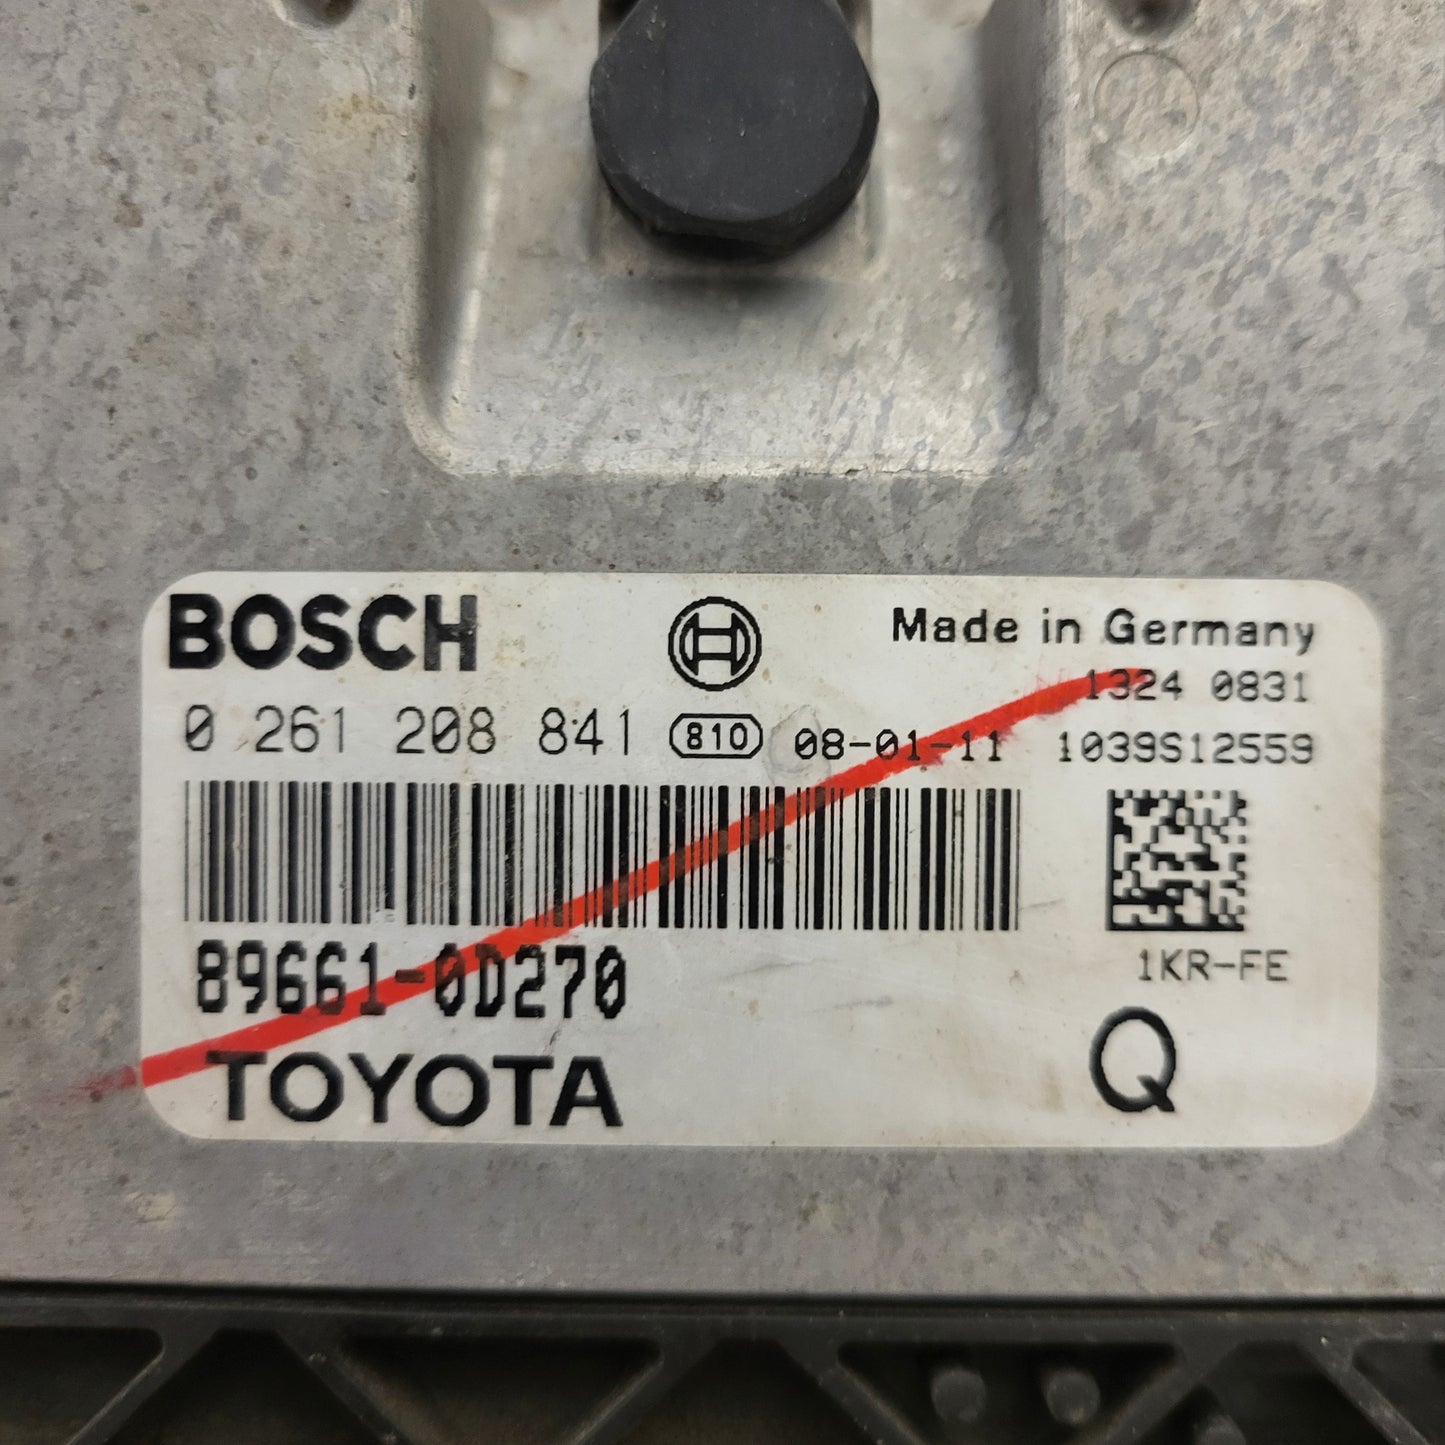 BOSCH
Made in Germany
1324 0831
0 261 208 841 810 08-01-11 1039S12559
89661-0D270
1KR-FE
TOYOTA
Q